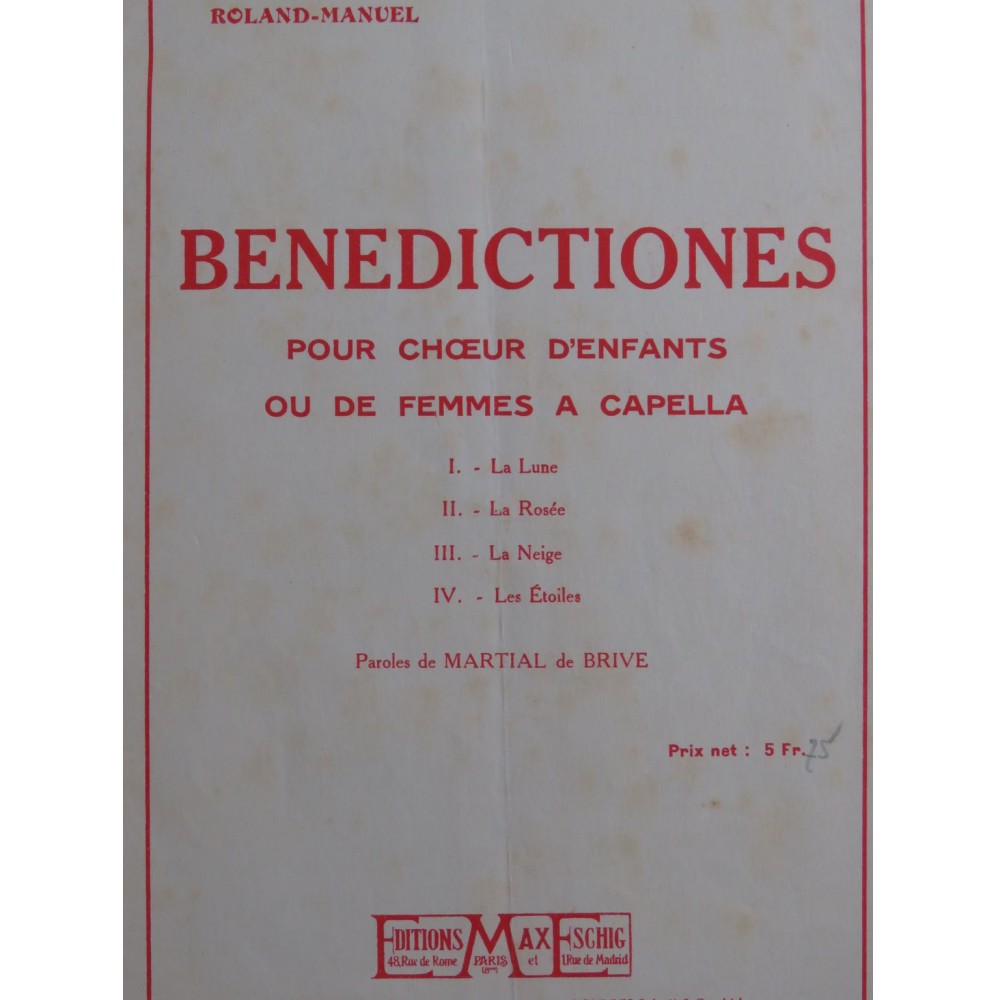 ROLAND-MANUEL
BENEDICTIONES
POUR CHŒUR D'ENFANTS
OU DE FEMMES A CAPELLA
I. - La Lune
II. - La Rosée
III. - La Neige
IV. - Les Étoiles
Paroles de MARTIAL de BRIVE
Prix net : 5 Fr. 75
EDITIONS MAX ESCHIG
48, Rue de Rome PARIS et 1, Rue de Madrid